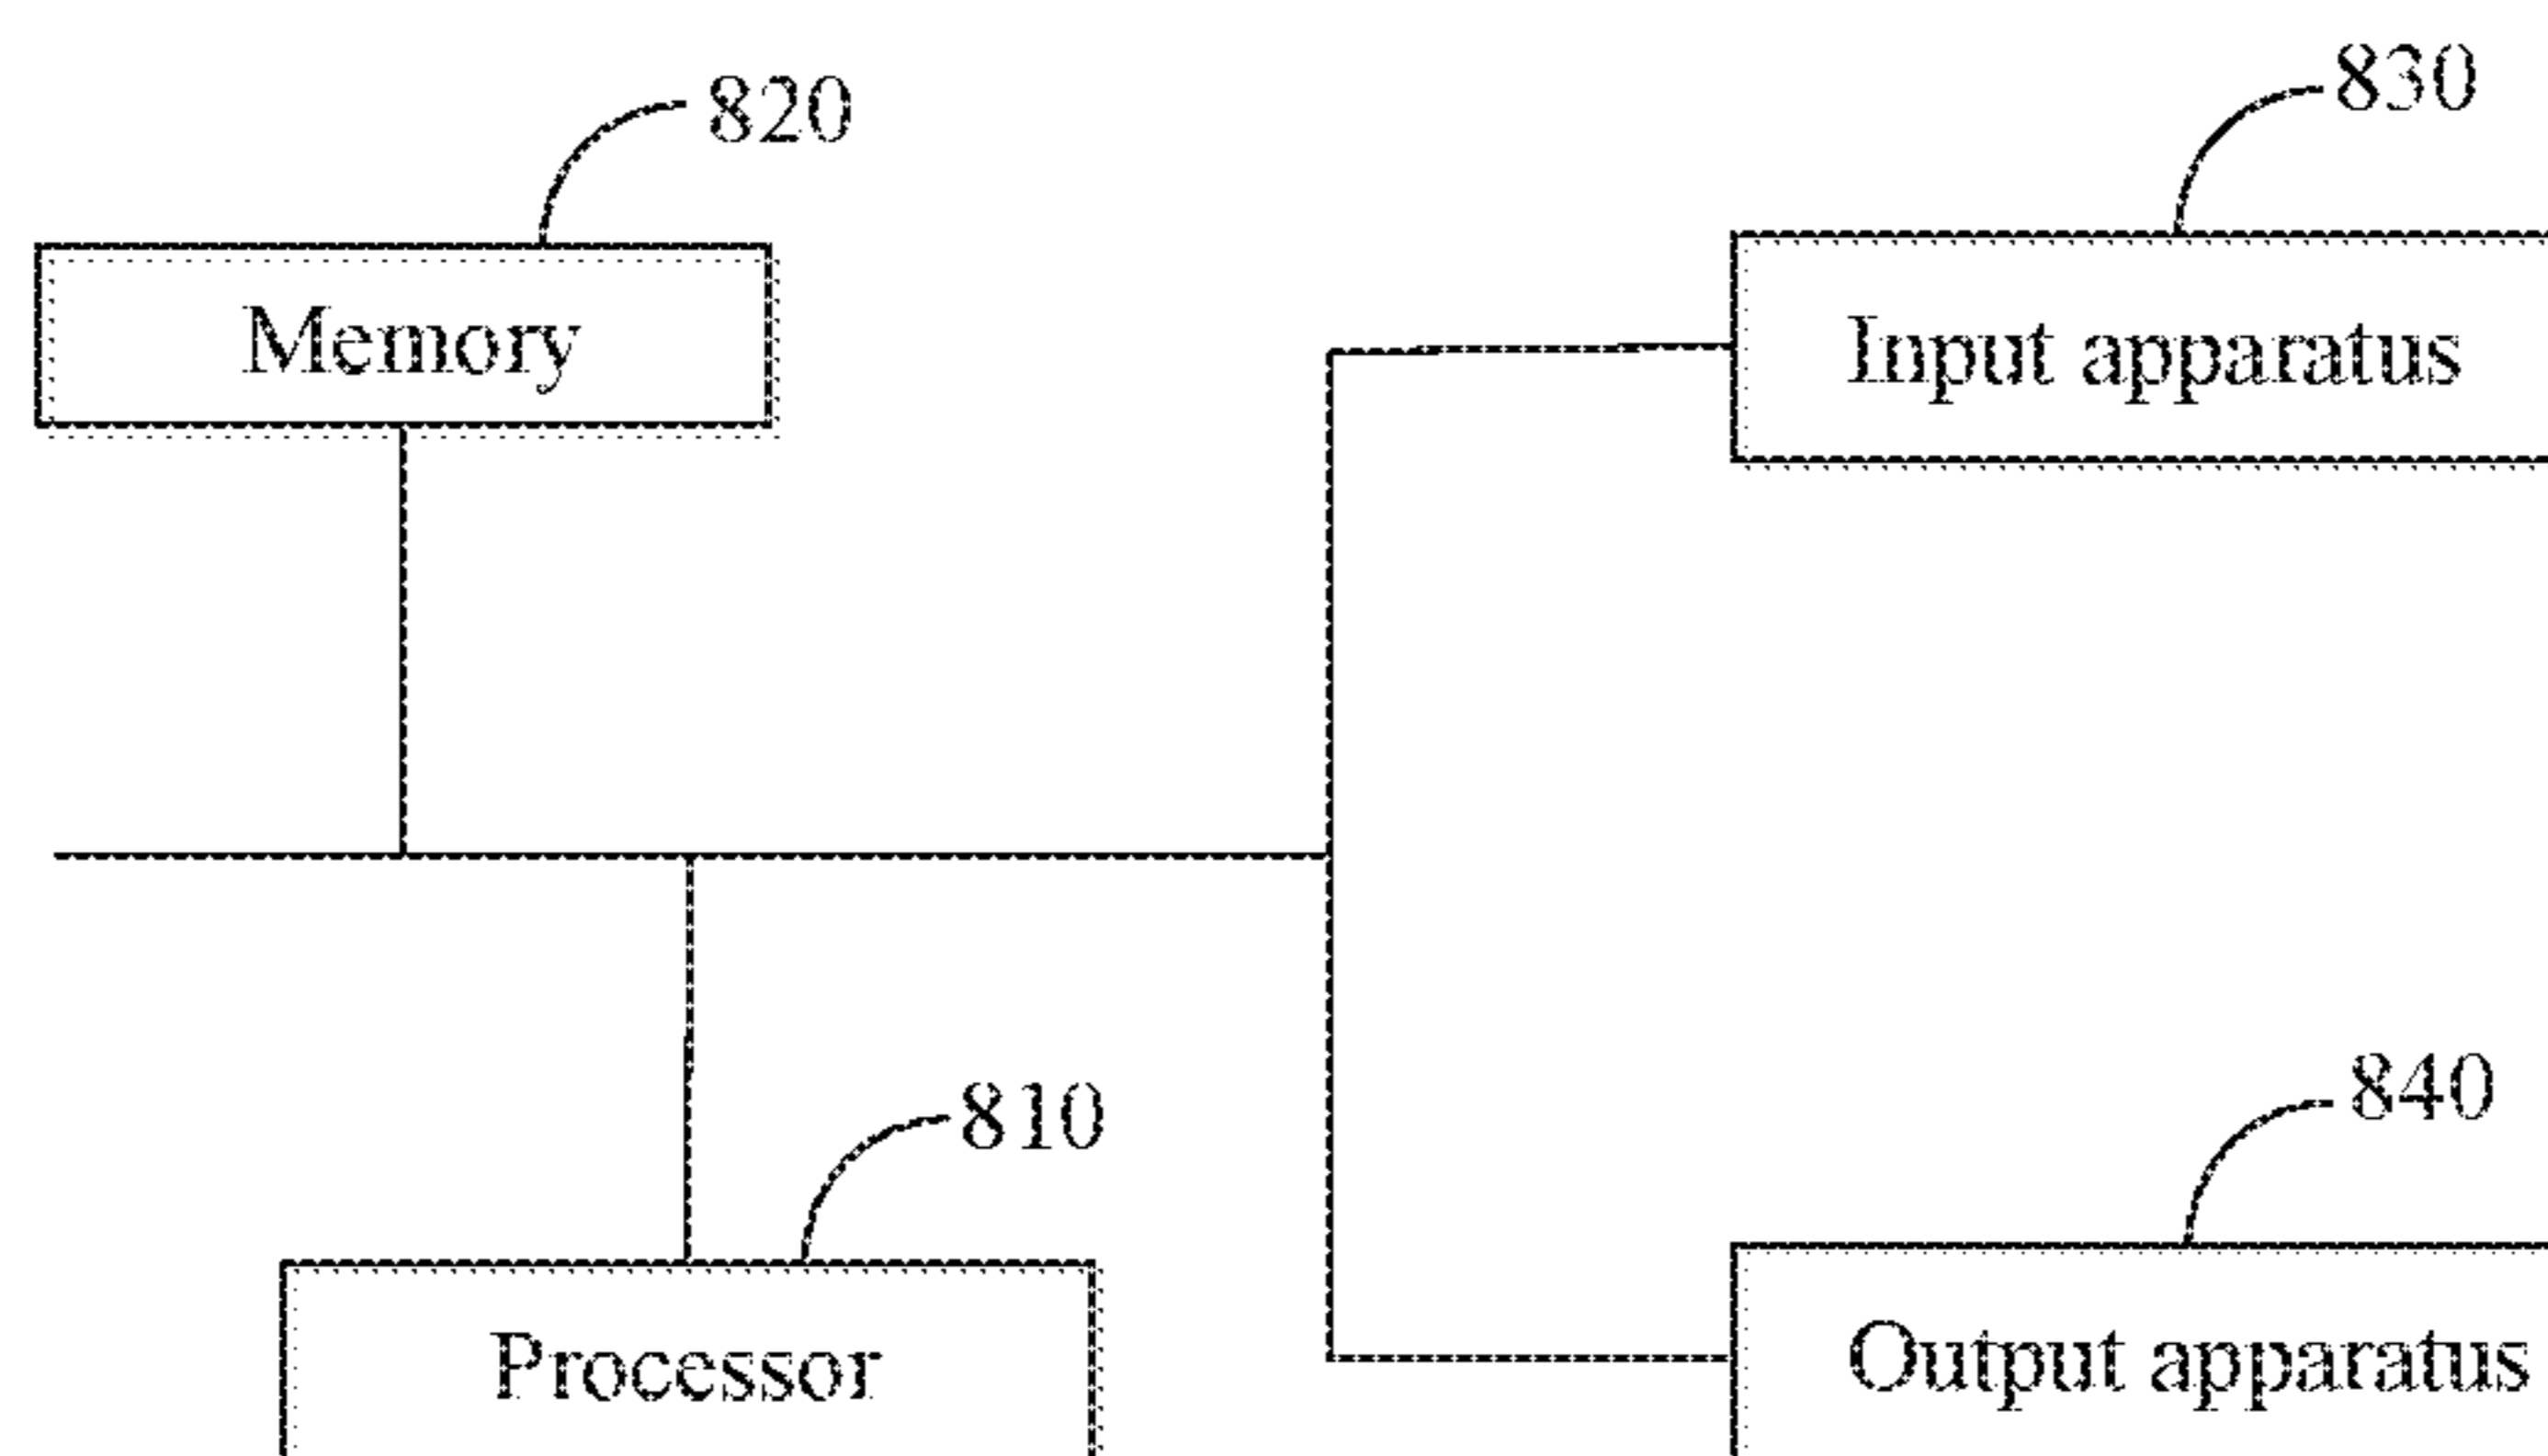 820
830
Memory
Input apparatus
810
840
Processor
Output apparatus